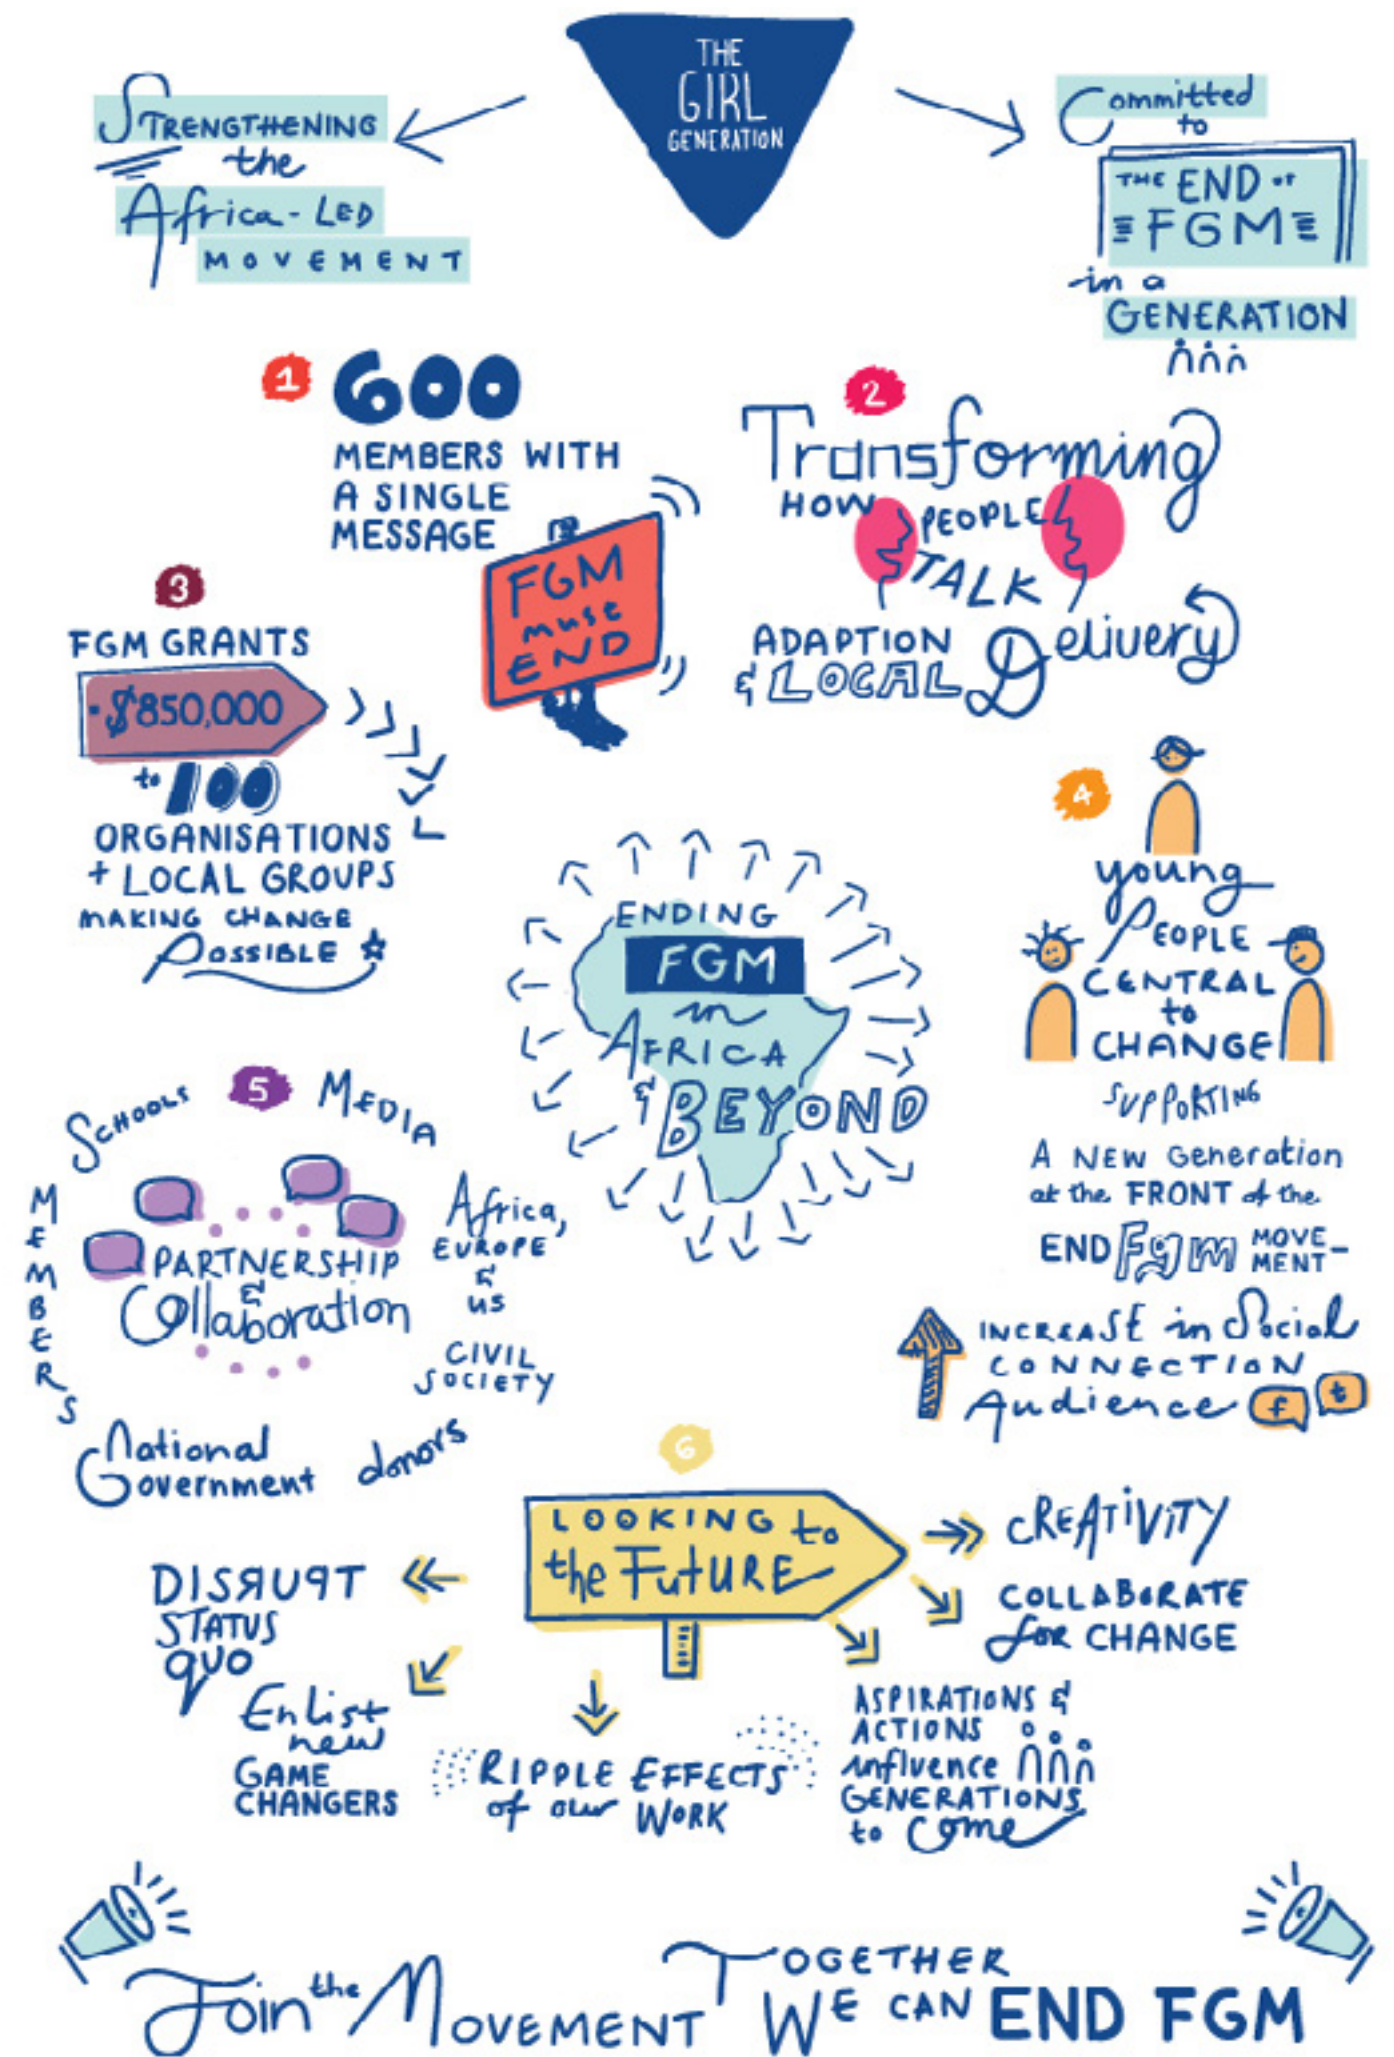 THE
GIRL
GENERATION
STRENGTHENING
the
Africa-LED
MOVEMENT
Committed
to
THE END OF
FGM
in a
GENERATION
1
600
MEMBERS WITH
A SINGLE
MESSAGE
FGM
must
END
2
Transforming
HOW PEOPLE
TALK
ADAPTION
& LOCAL Delivery
3
FGM GRANTS
$850,000
to 100
ORGANISATIONS
+ LOCAL GROUPS
MAKING CHANGE
POSSIBLE
ENDING
FGM
in
AFRICA
& BEYOND
4
young
PEOPLE
CENTRAL
to
CHANGE
SUPPORTING
A NEW Generation
at the FRONT of the
END Fgm MOVE
MENT-
INCREASE in Social
CONNECTION
Audience f t
5
SCHOOLS
MEDIA
MEMBERS
PARTNERSHIP
&
Collaboration
Africa,
EUROPE
&
US
CIVIL
SOCIETY
National
Government
donors
6
LOOKING to
the FUTURE
CREATIVITY
COLLABORATE
for CHANGE
DISRUPT
STATUS
quo
Enlist
new
GAME
CHANGERS
RIPPLE EFFECTS
of our WORK
ASPIRATIONS &
ACTIONS
influence
GENERATIONS
to come
Join the MOVEMENT
TOGETHER
WE CAN END FGM